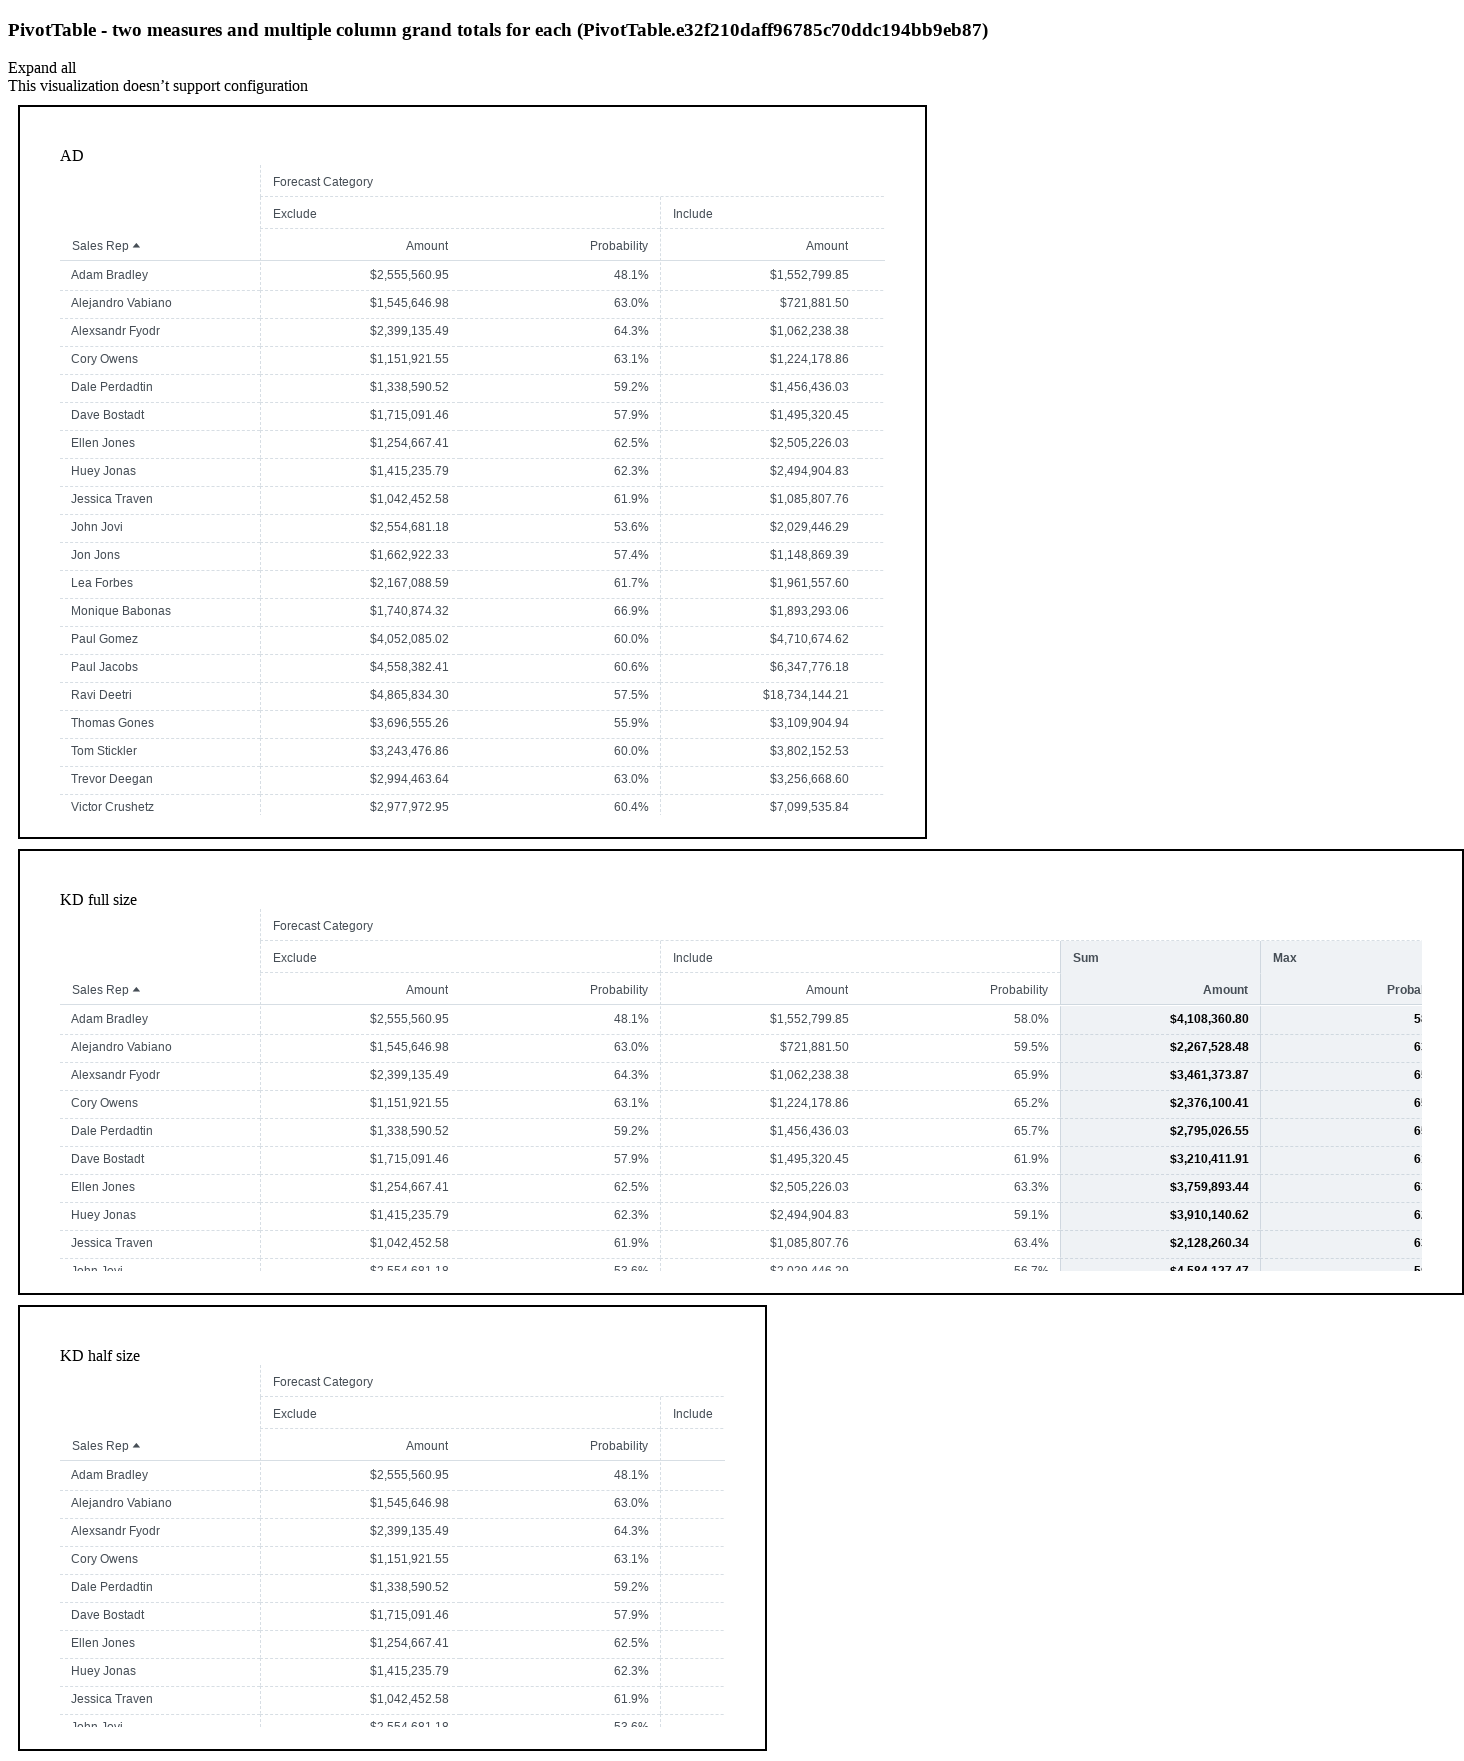 PivotTable - two measures and multiple column grand totals for each (PivotTable.e32f210daff96785c70ddc194bb9eb87)
Expand all
This visualization doesn’t support configuration
AD
Forecast Category
Exclude Include
Sales Rep Amount Probability Amount
Adam Bradley $2,555,560.95 48.1% $1,552,799.85
Alejandro Vabiano $1,545,646.98 63.0% $721,881.50
Alexsandr Fyodr $2,399,135.49 64.3% $1,062,238.38
Cory Owens $1,151,921.55 63.1% $1,224,178.86
Dale Perdadtin $1,338,590.52 59.2% $1,456,436.03
Dave Bostadt $1,715,091.46 57.9% $1,495,320.45
Ellen Jones $1,254,667.41 62.5% $2,505,226.03
Huey Jonas $1,415,235.79 62.3% $2,494,904.83
Jessica Traven $1,042,452.58 61.9% $1,085,807.76
John Jovi $2,554,681.18 53.6% $2,029,446.29
Jon Jons $1,662,922.33 57.4% $1,148,869.39
Lea Forbes $2,167,088.59 61.7% $1,961,557.60
Monique Babonas $1,740,874.32 66.9% $1,893,293.06
Paul Gomez $4,052,085.02 60.0% $4,710,674.62
Paul Jacobs $4,558,382.41 60.6% $6,347,776.18
Ravi Deetri $4,865,834.30 57.5% $18,734,144.21
Thomas Gones $3,696,555.26 55.9% $3,109,904.94
Tom Stickler $3,243,476.86 60.0% $3,802,152.53
Trevor Deegan $2,994,463.64 63.0% $3,256,668.60
Victor Crushetz $2,977,972.95 60.4% $7,099,535.84
KD full size
Forecast Category
Exclude Include Sum Max
Sales Rep Amount Probability Amount Probability Amount
Adam Bradley $2,555,560.95 48.1% $1,552,799.85 58.0% $4,108,360.80
Alejandro Vabiano $1,545,646.98 63.0% $721,881.50 59.5% $2,267,528.48
Alexsandr Fyodr $2,399,135.49 64.3% $1,062,238.38 65.9% $3,461,373.87
Cory Owens $1,151,921.55 63.1% $1,224,178.86 65.2% $2,376,100.41
Dale Perdadtin $1,338,590.52 59.2% $1,456,436.03 65.7% $2,795,026.55
Dave Bostadt $1,715,091.46 57.9% $1,495,320.45 61.9% $3,210,411.91
Ellen Jones $1,254,667.41 62.5% $2,505,226.03 63.3% $3,759,893.44
Huey Jonas $1,415,235.79 62.3% $2,494,904.83 59.1% $3,910,140.62
Jessica Traven $1,042,452.58 61.9% $1,085,807.76 63.4% $2,128,260.34
John Jovi $2,554,681.18 53.6% $2,029,446.29 56.7% $4,584,127.47
KD half size
Forecast Category
Exclude Include
Sales Rep Amount Probability
Adam Bradley $2,555,560.95 48.1%
Alejandro Vabiano $1,545,646.98 63.0%
Alexsandr Fyodr $2,399,135.49 64.3%
Cory Owens $1,151,921.55 63.1%
Dale Perdadtin $1,338,590.52 59.2%
Dave Bostadt $1,715,091.46 57.9%
Ellen Jones $1,254,667.41 62.5%
Huey Jonas $1,415,235.79 62.3%
Jessica Traven $1,042,452.58 61.9%
John Jovi $2,554,681.18 53.6%